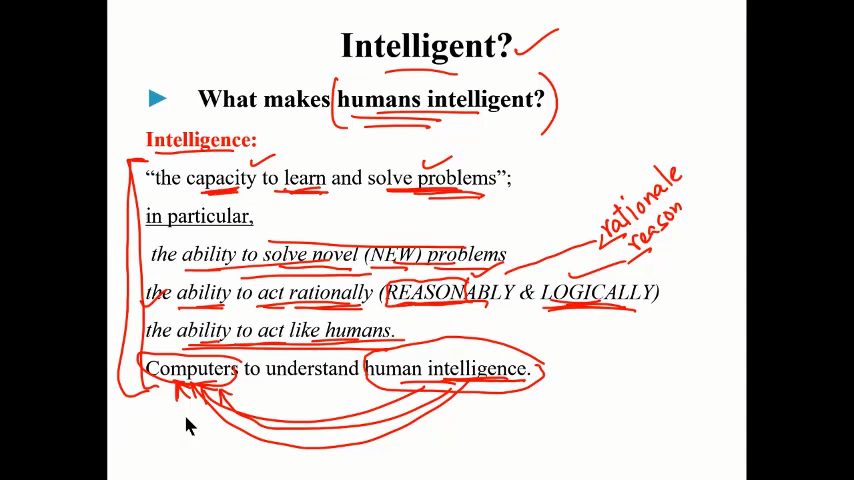 Intelligent?
What makes humans intelligent?
Intelligence:
“the capacity to learn and solve problems”;
in particular,
the ability to solve novel (NEW) problems
the ability to act rationally (REASONABLY & LOGICALLY)
rationale
reason
the ability to act like humans.
Computers to understand human intelligence.